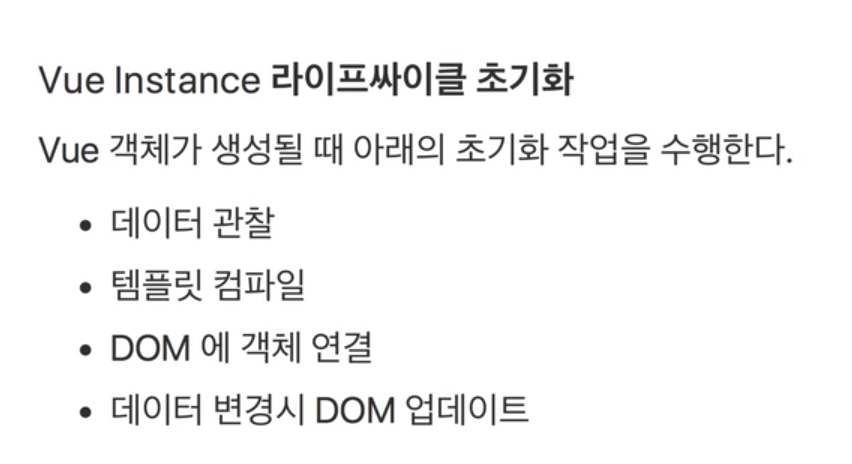 Vue Instance 라이프싸이클 초기화
Vue 객체가 생성될 때 아래의 초기화 작업을 수행한다.
• 데이터 관찰
• 템플릿 컴파일
• DOM 에 객체 연결
• 데이터 변경시 DOM 업데이트